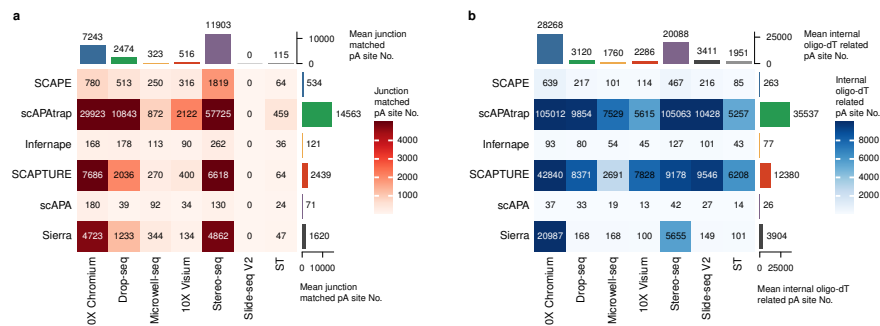 a
7243
2474
323
516
11903
0
115
10000
0
Mean junction
matched
pA site No.
SCAPE 780 513 250 316 1819 0 64 534
scAPAtrap 29923 10843 872 2122 57725 0 459 14563
Infernape 168 178 113 90 262 0 36 121
SCAPTURE 7686 2036 270 400 6618 0 64 2439
scAPA 180 39 92 34 130 0 24 71
Sierra 4723 1233 344 134 4862 0 47 1620
Junction
matched
pA site No.
4000
3000
2000
1000
0X Chromium
Drop-seq
Microwell-seq
10X Visium
Stereo-seq
Slide-seq V2
ST
0
10000
Mean junction
matched pA site No.
b
28268
3120
1760
2286
20088
3411
1951
25000
0
Mean internal
oligo-dT related
pA site No.
SCAPE 639 217 101 114 467 216 85 263
scAPAtrap 105012 9854 7529 5615 105063 10428 5257 35537
Infernape 93 80 54 45 127 101 43 77
SCAPTURE 42840 8371 2691 7828 9178 9546 6208 12380
scAPA 37 33 19 13 42 27 14 26
Sierra 20987 168 168 100 5655 149 101 3904
Internal
oligo-dT
related
pA site No.
8000
6000
4000
2000
0X Chromium
Drop-seq
Microwell-seq
10X Visium
Stereo-seq
Slide-seq V2
ST
0
25000
Mean internal oligo-dT
related pA site No.